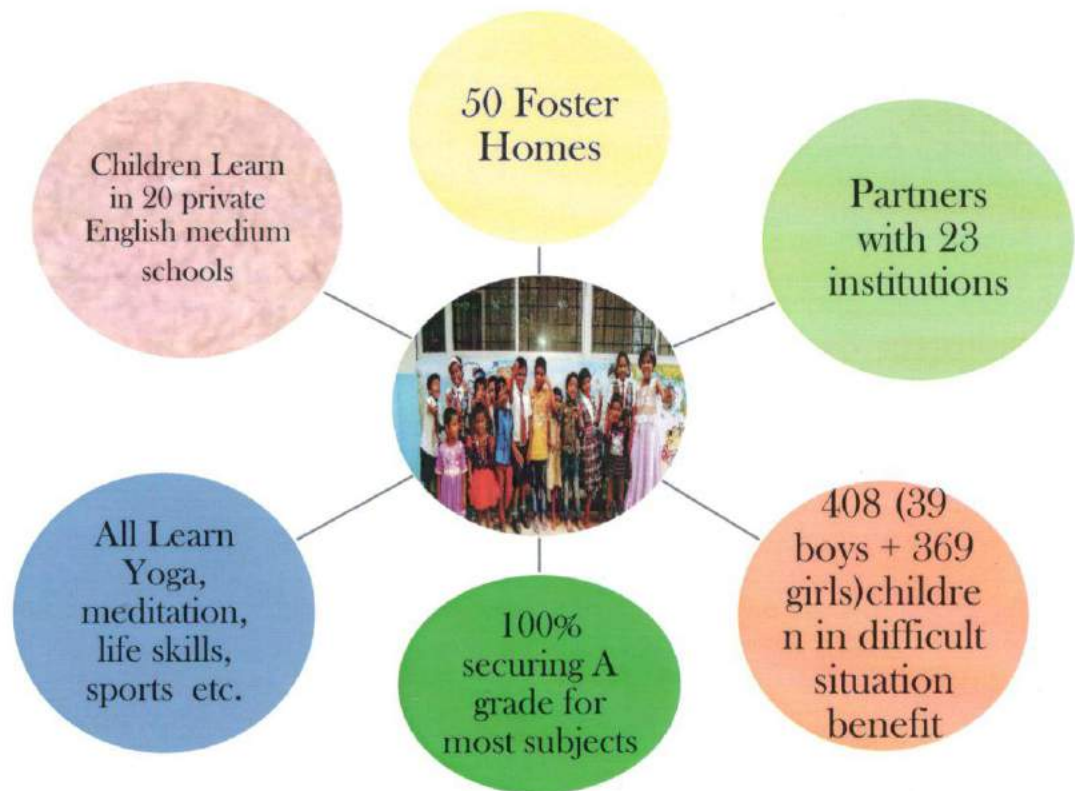 50 Foster
Homes
Children Learn
in 20 private
English medium
schools
Partners
with 23
institutions
All Learn
Yoga,
meditation,
life skills,
sports etc.
100%
securing A
grade for
most subjects
408 (39
boys + 369
girls)childre
n in difficult
situation
benefit